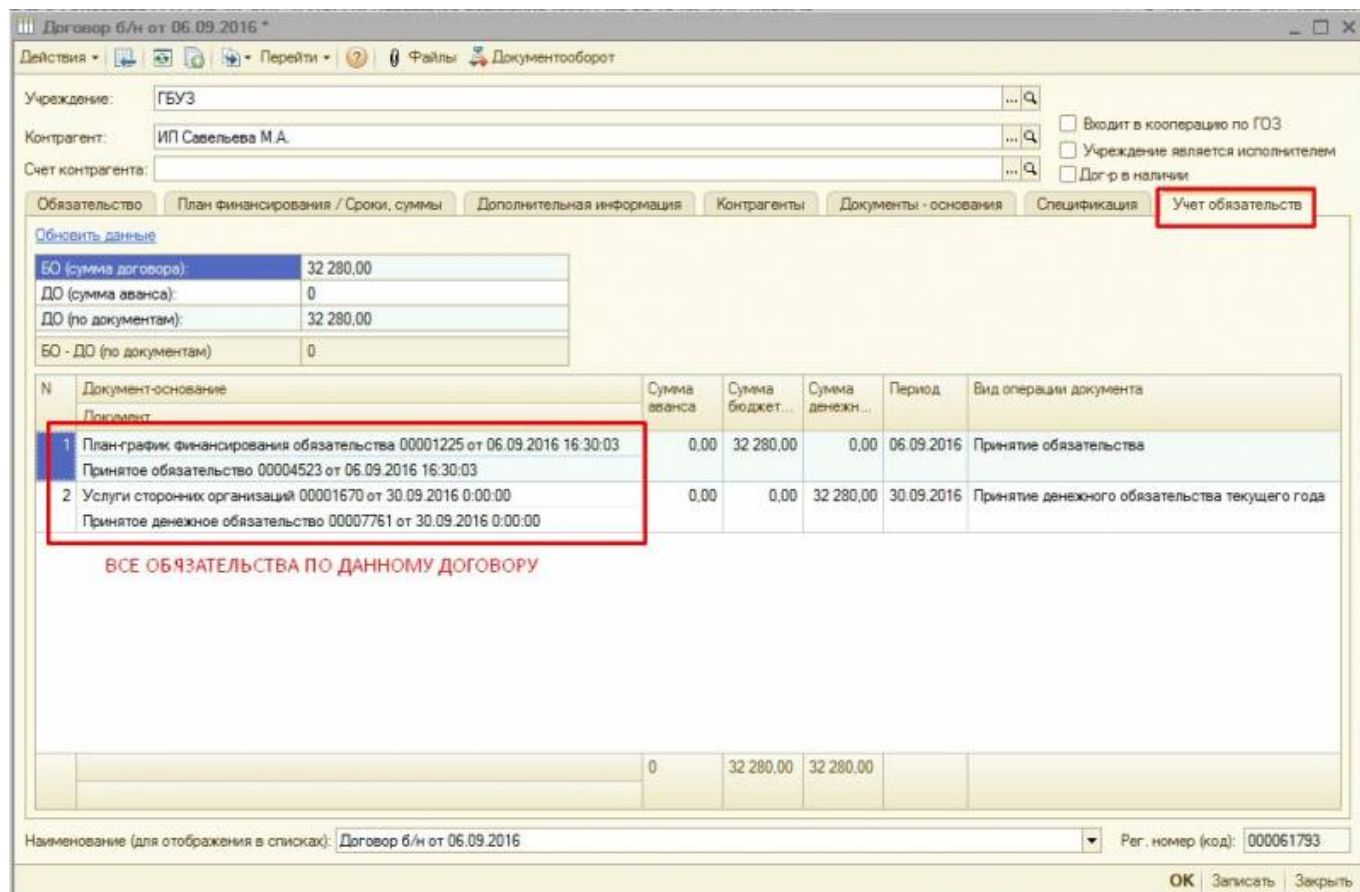 Договор б/н от 06.09.2016 *
Действия Перейти Файлы Документооборот
Учреждение: ГБУЗ
Входит в кооперацию по ГОЗ
Контрагент: ИП Савельева М.А.
Учреждение является исполнителем
Счет контрагента:
Дог-р в наличии
Обязательство План финансирования / Сроки, суммы Дополнительная информация Контрагенты Документы - основания Спецификация Учет обязательств
Обновить данные
БО (сумма договора): 32 280,00
ДО (сумма аванса): 0
ДО (по документам): 32 280,00
БО - ДО (по документам) 0
N Документ-основание Сумма аванса Сумма бюджет... Сумма денежн... Период Вид операции документа
Документ
1 План-график финансирования обязательства 00001225 от 06.09.2016 16:30:03 0,00 32 280,00 0,00 06.09.2016 Принятие обязательства
Принятое обязательство 00004523 от 06.09.2016 16:30:03
2 Услуги сторонних организаций 00001670 от 30.09.2016 0:00:00 0,00 0,00 32 280,00 30.09.2016 Принятие денежного обязательства текущего года
Принятое денежное обязательство 00007761 от 30.09.2016 0:00:00
ВСЕ ОБЯЗАТЕЛЬСТВА ПО ДАННОМУ ДОГОВОРУ
0 32 280,00 32 280,00
Наименование (для отображения в списках): Договор б/н от 06.09.2016 Рег. номер (код): 000061793
OK Записать Закрыть